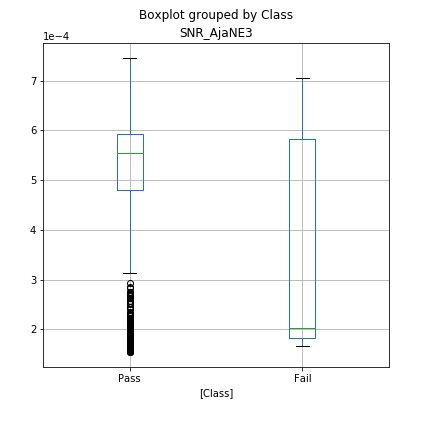 Boxplot grouped by Class
SNR_AjaNE3
1e−4
7
6
5
4
3
2
Pass Fail
[Class]